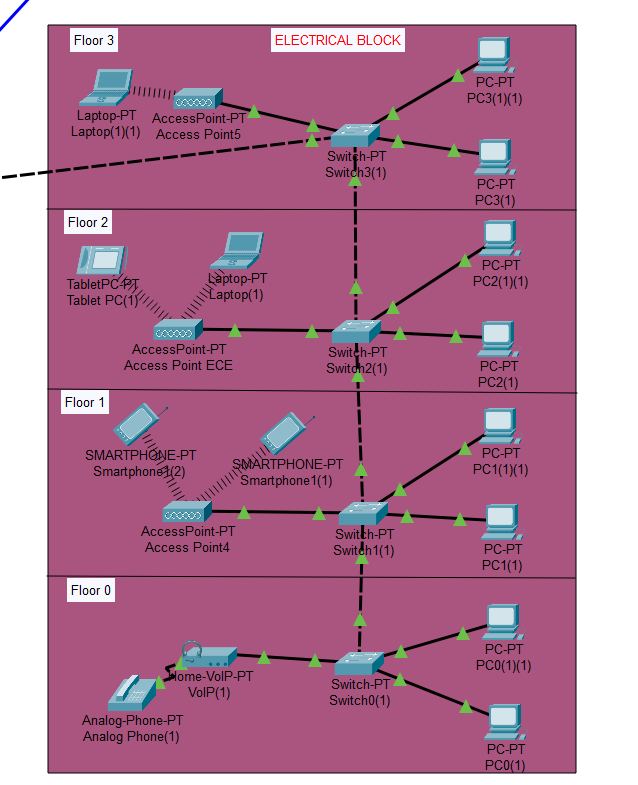 Floor 3
ELECTRICAL BLOCK
PC-PT
PC3(1)(1)
Laptop-PT
Laptop(1)(1)
AccessPoint-PT
Access Point5
Switch-PT
Switch3(1)
PC-PT
PC3(1)
Floor 2
TabletPC-PT
Tablet PC(1)
Laptop-PT
Laptop(1)
PC-PT
PC2(1)(1)
AccessPoint-PT
Access Point ECE
Switch-PT
Switch2(1)
PC-PT
PC2(1)
Floor 1
SMARTPHONE-PT
Smartphone1(2)
SMARTPHONE-PT
Smartphone1(1)
PC-PT
PC1(1)(1)
AccessPoint-PT
Access Point4
Switch-PT
Switch1(1)
PC-PT
PC1(1)
Floor 0
Home-VoIP-PT
VoIP(1)
PC-PT
PC0(1)(1)
Switch-PT
Switch0(1)
Analog-Phone-PT
Analog Phone(1)
PC-PT
PC0(1)